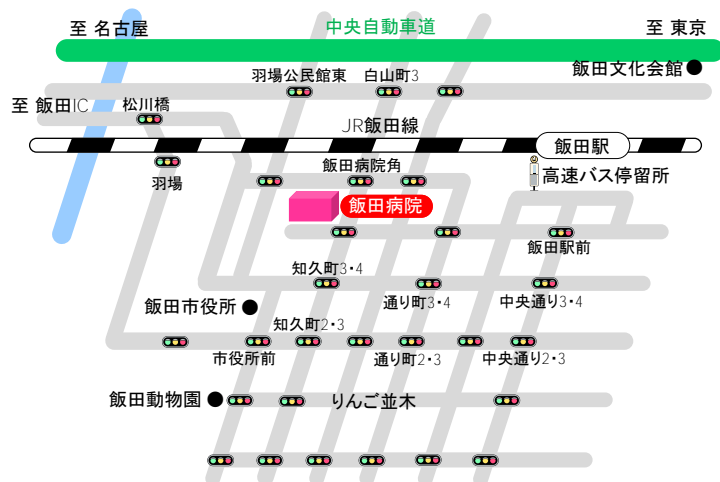 至 名古屋
中央自動車道
至 東京
飯田文化会館
羽場公民館東
白山町3
至 飯田IC
松川橋
JR飯田線
飯田駅
羽場
飯田病院角
高速バス停留所
飯田病院
飯田駅前
知久町3・4
通り町3・4
中央通り3・4
飯田市役所
知久町2・3
市役所前
通り町2・3
中央通り2・3
飯田動物園
りんご並木